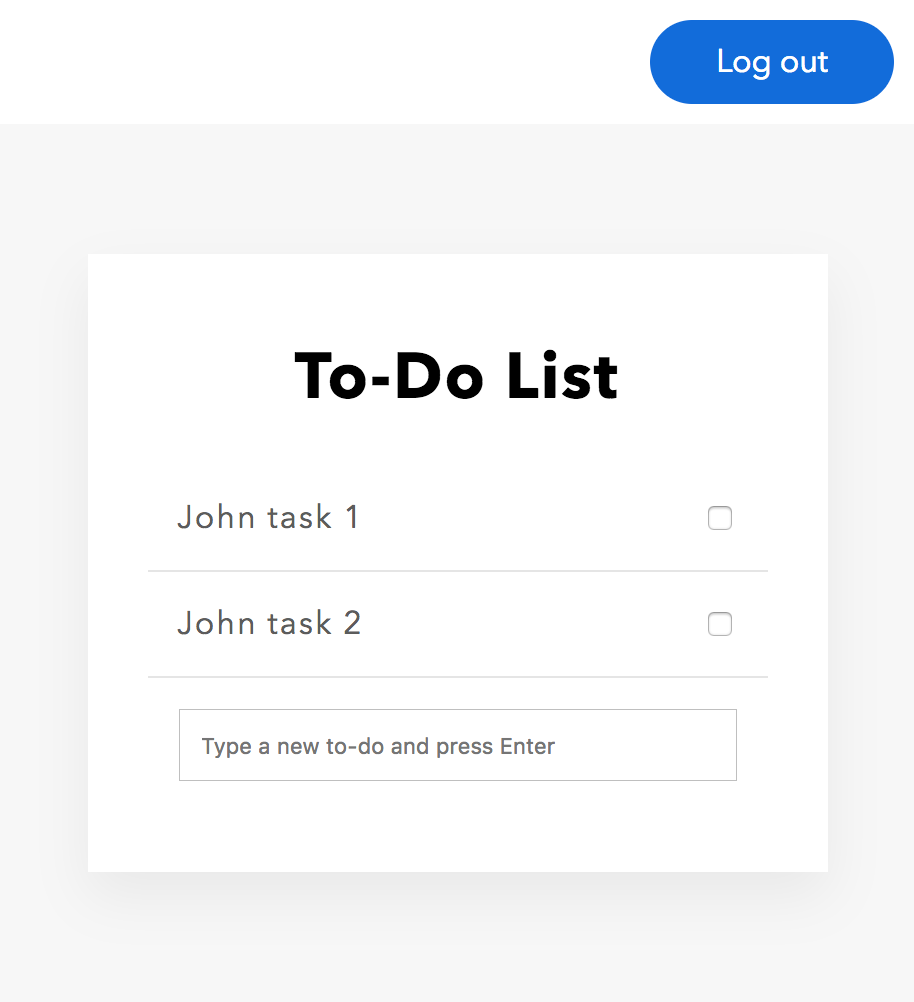 Log out
To-Do List
John task 1
John task 2
Type a new to-do and press Enter